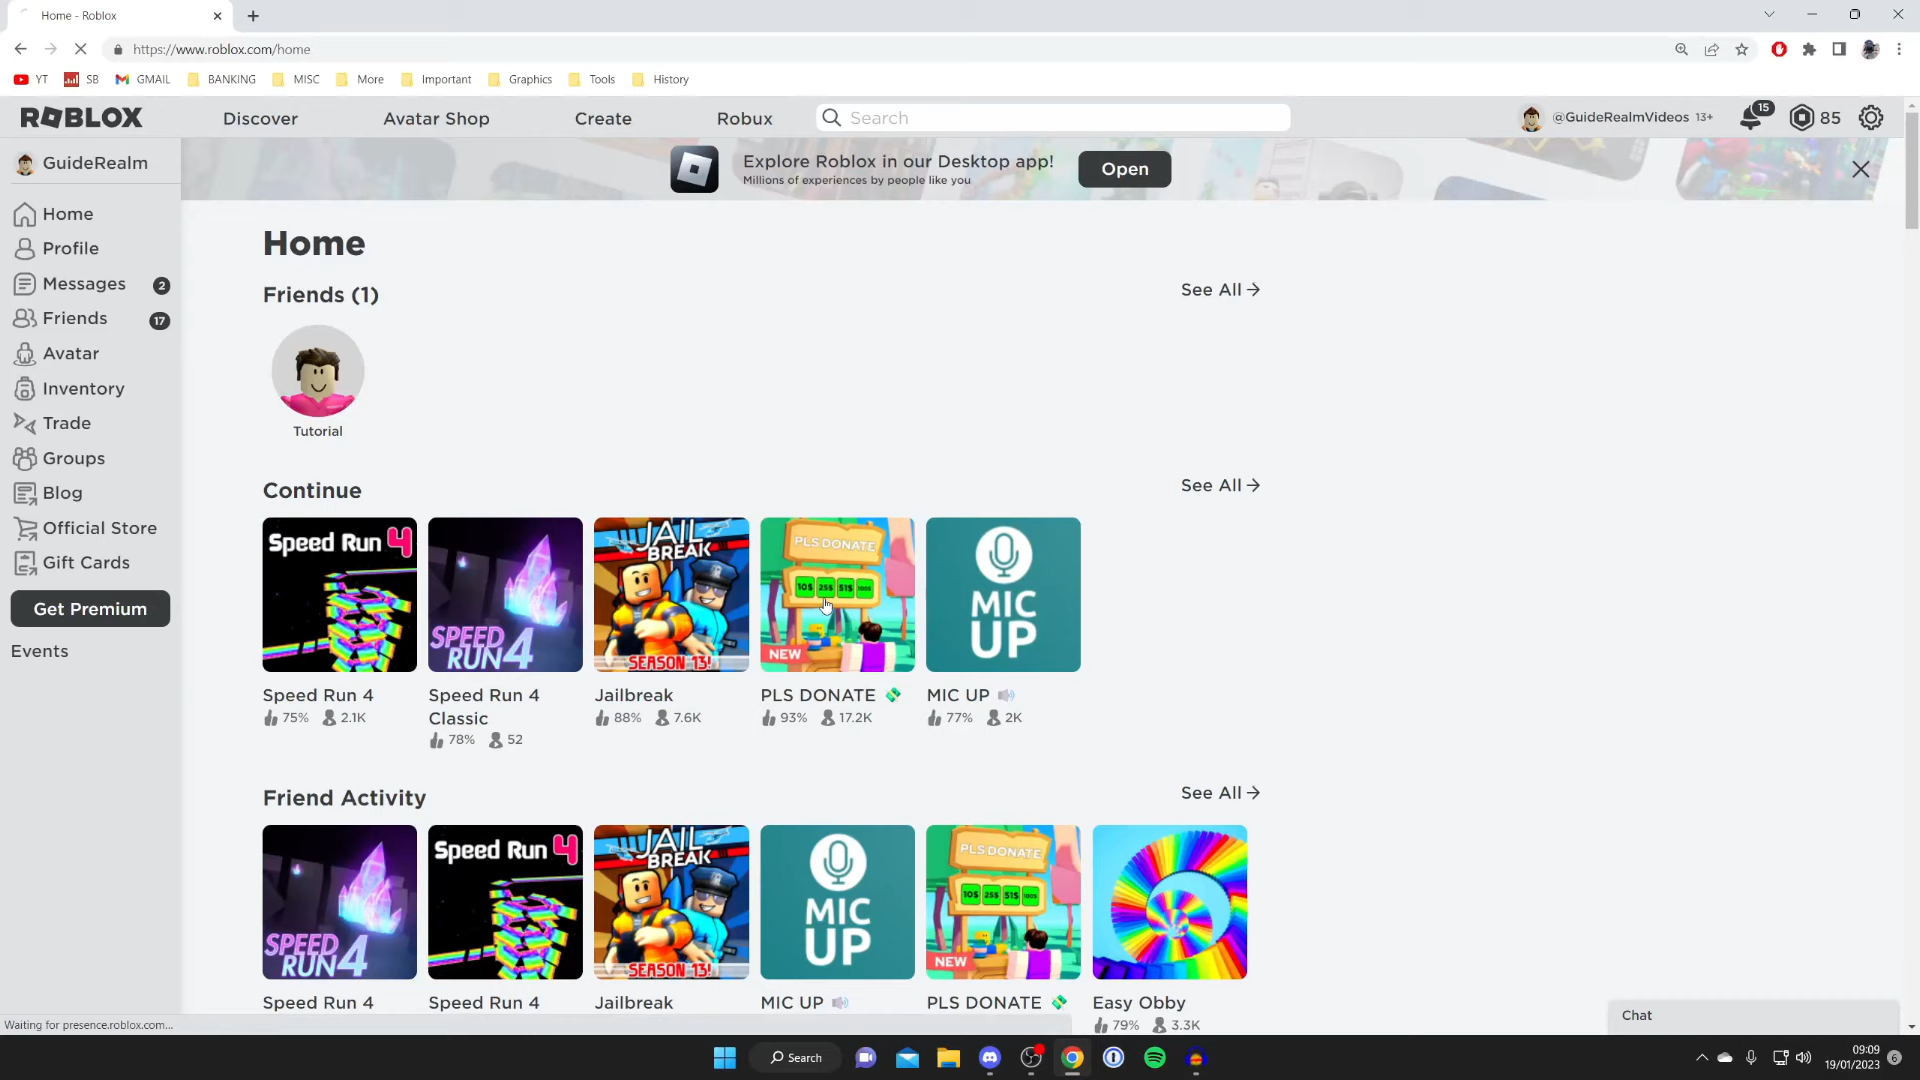 Home - Roblox
https://www.roblox.com/home
YT
SB
GMAIL
BANKING
MISC
More
Important
Graphics
Tools
History
ROBLOX
Discover
Avatar Shop
Create
Robux
Search
@GuideRealmVideos 13+
15
85
GuideRealm
Explore Roblox in our Desktop app!
Millions of experiences by people like you
Open
Home
Profile
Messages 2
Friends 17
Avatar
Inventory
Trade
Groups
Blog
Official Store
Gift Cards
Get Premium
Events
Home
Friends (1)
See All
Tutorial
Continue
See All
Speed Run 4
SPEED
RUN 4
JAIL
BREAK
SEASON 13!
PLS DONATE
10$ 25$ 51$
NEW
MIC
UP
Speed Run 4
75% 2.1K
Speed Run 4
Classic
78% 52
Jailbreak
88% 7.6K
PLS DONATE
93% 17.2K
MIC UP
77% 2K
Friend Activity
See All
SPEED
RUN 4
Speed Run 4
JAIL
BREAK
SEASON 13!
MIC
UP
PLS DONATE
10$ 25$ 51$
NEW
Speed Run 4
Speed Run 4
Jailbreak
MIC UP
PLS DONATE
Easy Obby
79% 3.3K
Chat
Waiting for presence.roblox.com...
Search
09:09
19/01/2023
6